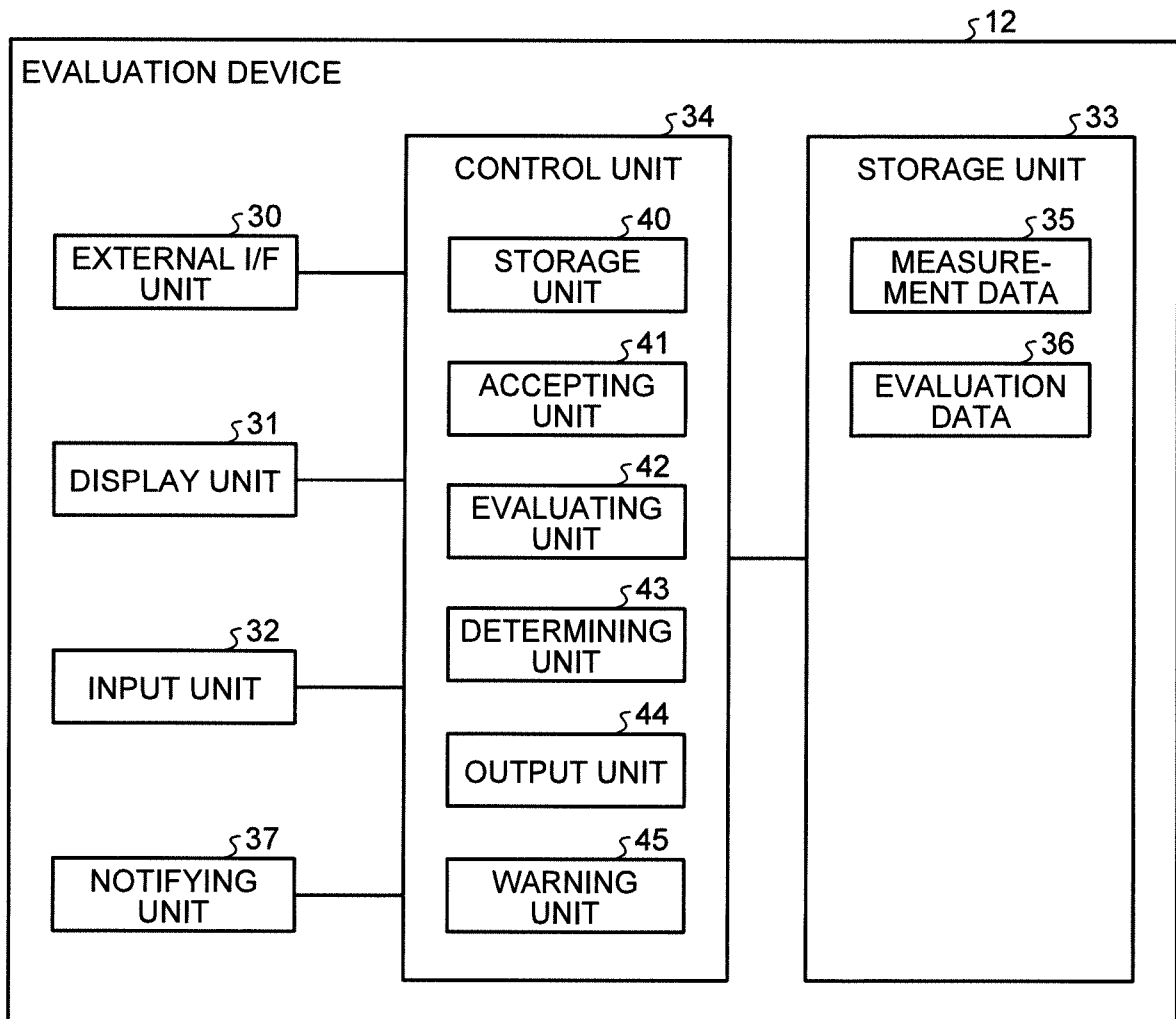 12
EVALUATION DEVICE
30
EXTERNAL I/F
UNIT
31
DISPLAY UNIT
32
INPUT UNIT
37
NOTIFYING
UNIT
34
CONTROL UNIT
40
STORAGE
UNIT
41
ACCEPTING
UNIT
42
EVALUATING
UNIT
43
DETERMINING
UNIT
44
OUTPUT UNIT
45
WARNING
UNIT
33
STORAGE UNIT
35
MEASURE-
MENT DATA
36
EVALUATION
DATA